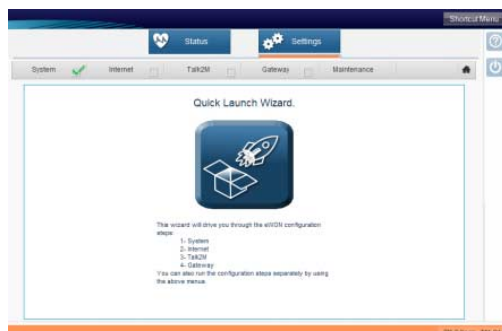 Shortcut Menu
Status
Settings
System
Internet
Talk2M
Gateway
Maintenance
Quick Launch Wizard.
This wizard will drive you through the eWON configuration
steps:
1- System
2- Internet
3- Talk2M
4- Gateway
You can also run the configuration steps separately by using
the above menus.